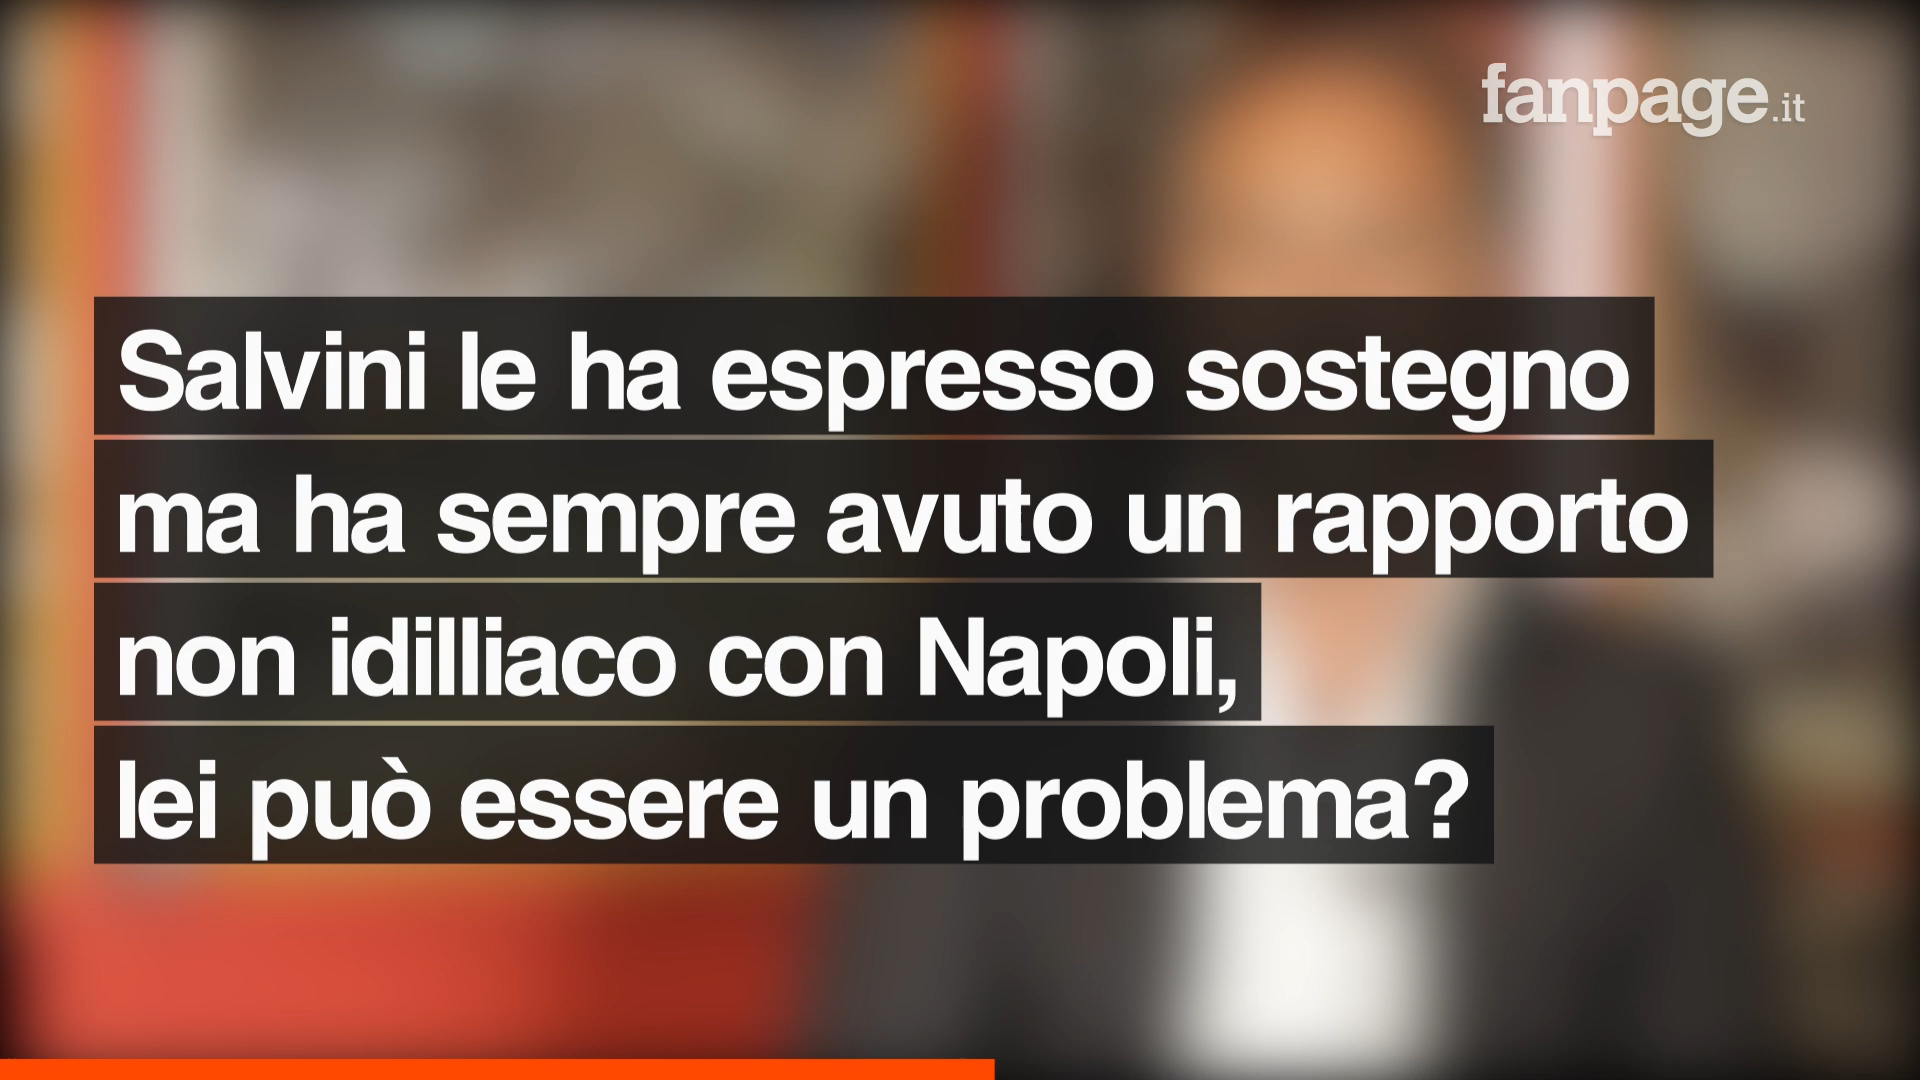 fanpage.it
Salvini le ha espresso sostegno
ma ha sempre avuto un rapporto
non idilliaco con Napoli,
lei può essere un problema?